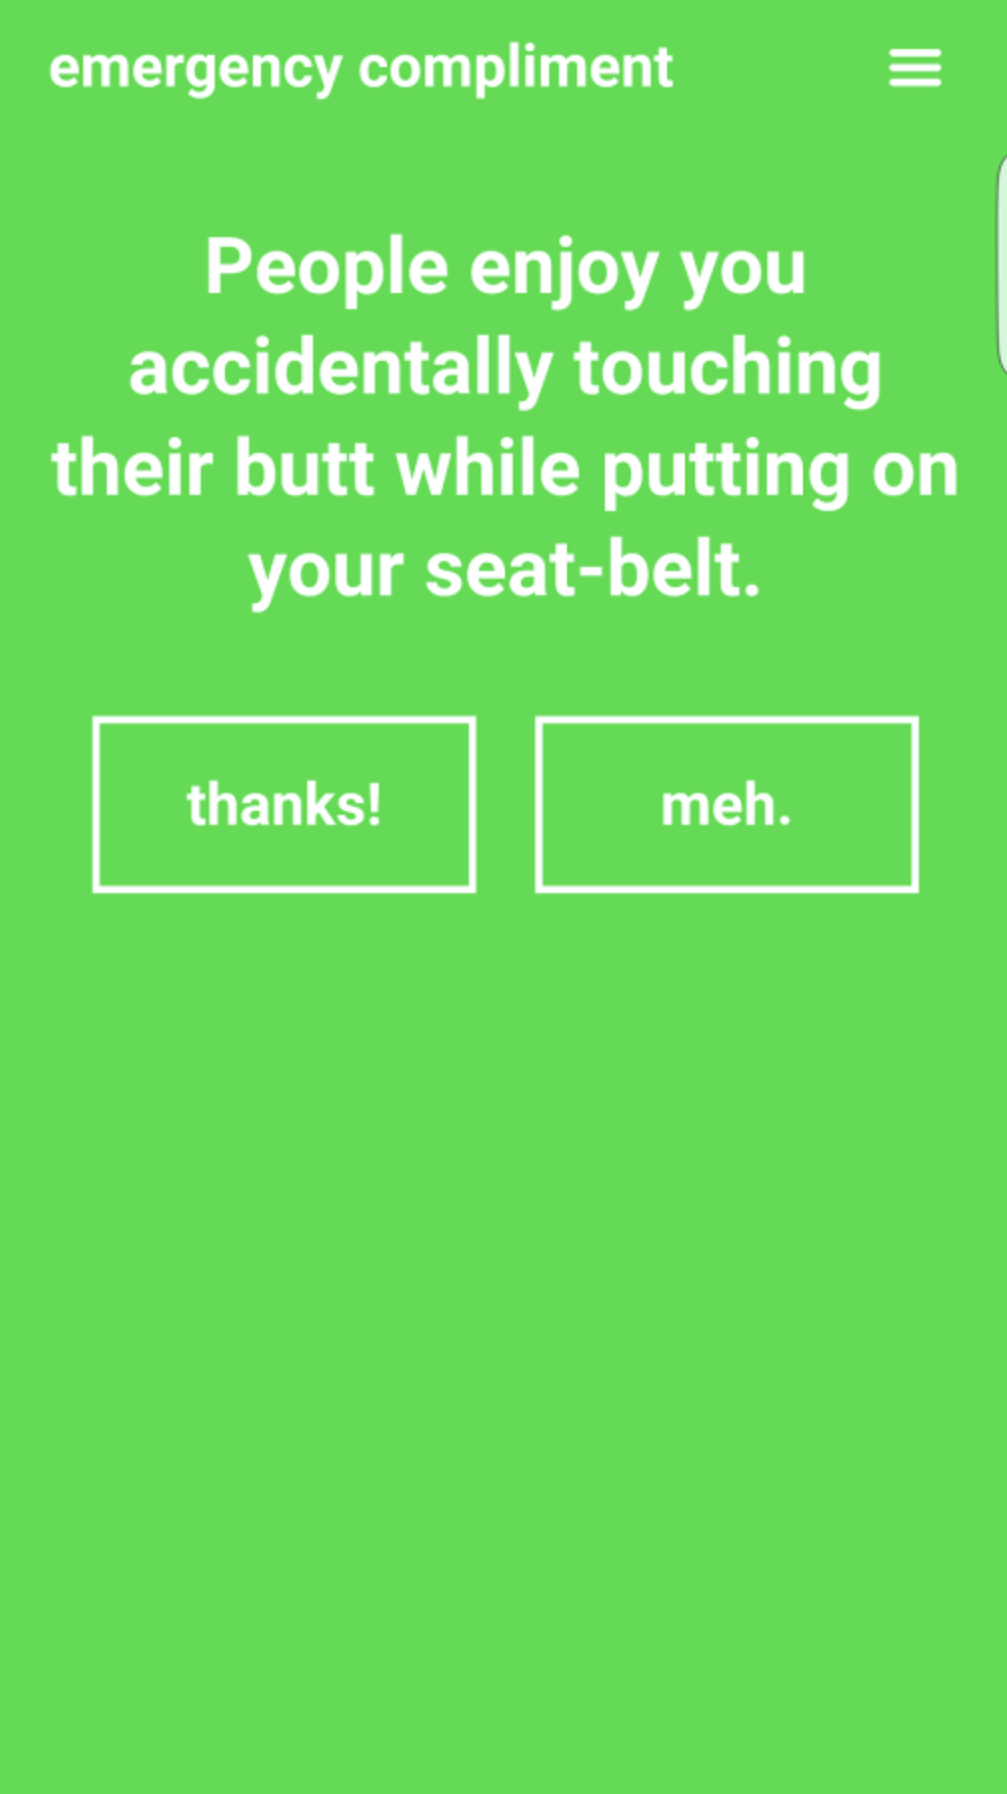 emergency compliment
People enjoy you
accidentally touching
their butt while putting on
your seat-belt.
thanks!
meh.